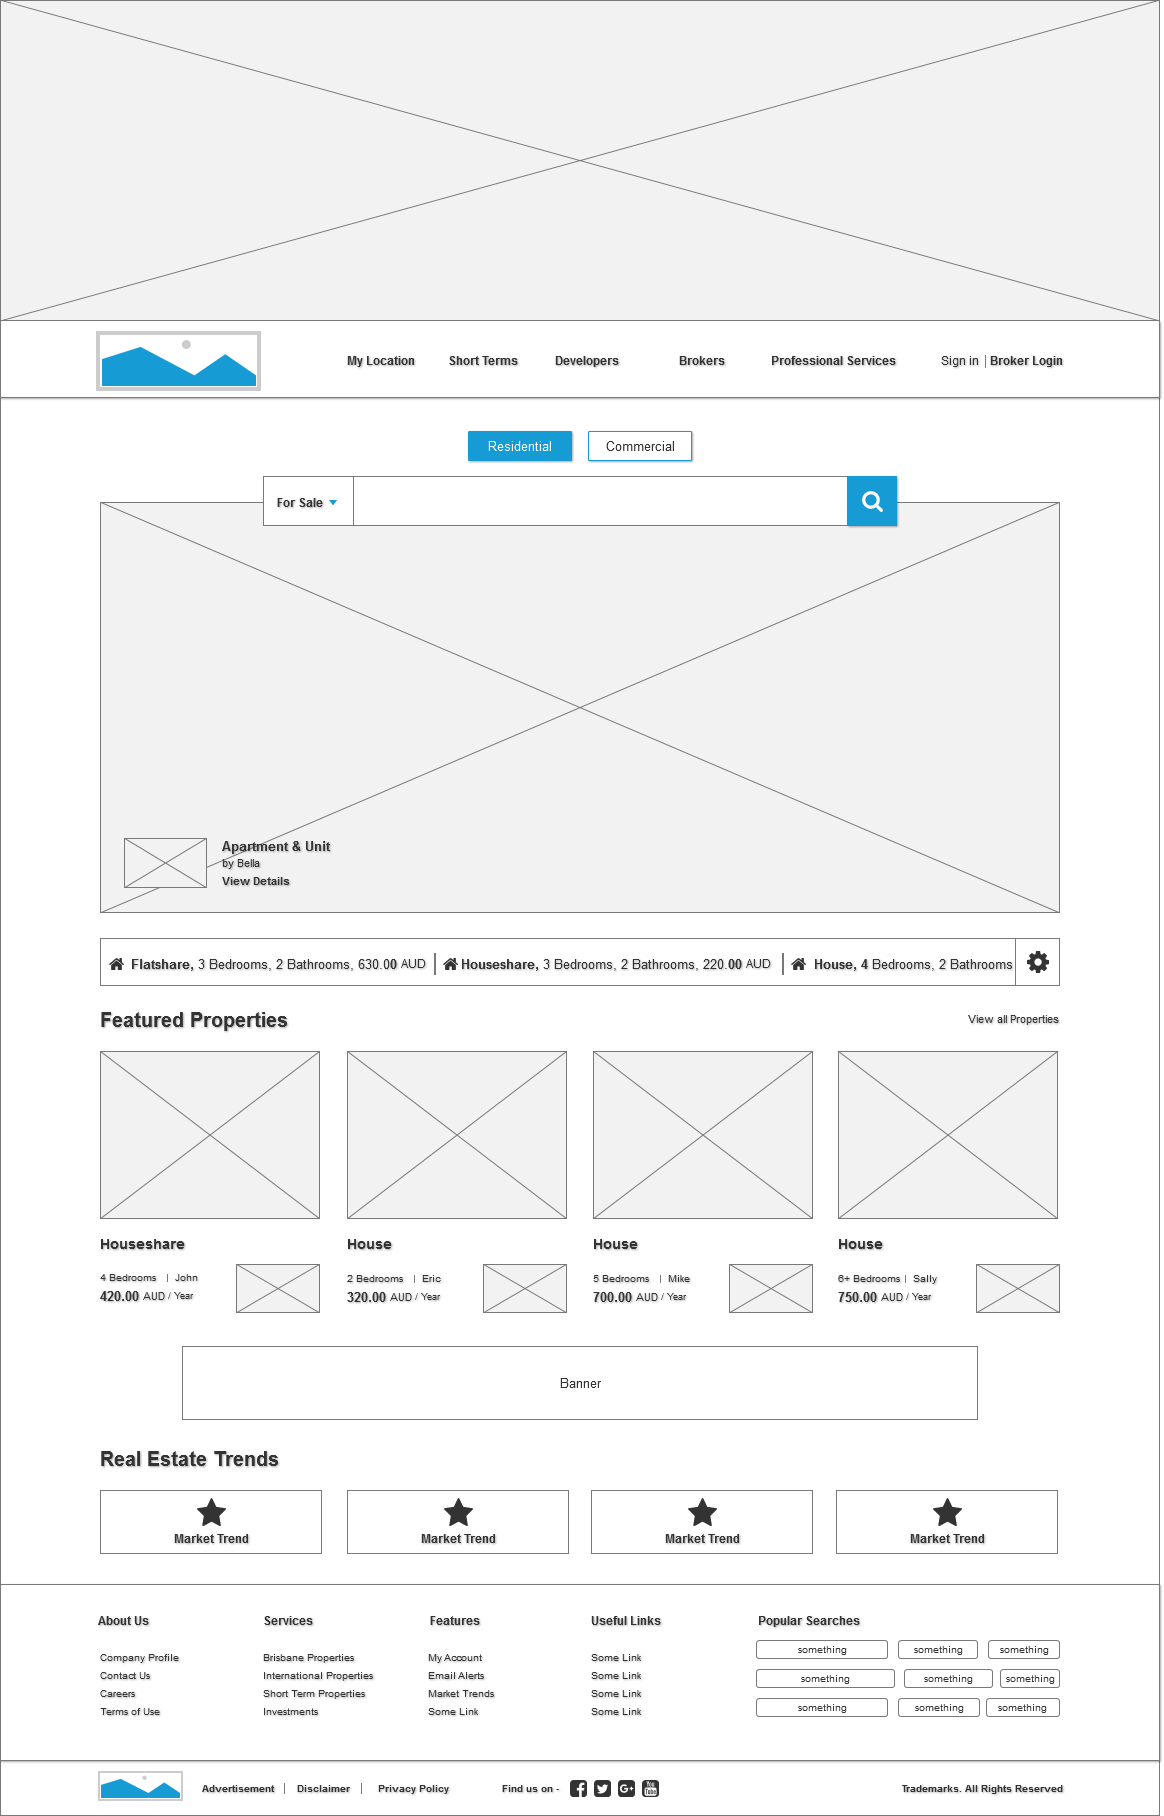 My Location Short Terms Developers Brokers Professional Services Sign in | Broker Login
Residential Commercial
For Sale
Apartment & Unit
by Bella
View Details
Flatshare, 3 Bedrooms, 2 Bathrooms, 630.00 AUD | Houseshare, 3 Bedrooms, 2 Bathrooms, 220.00 AUD | House, 4 Bedrooms, 2 Bathrooms
Featured Properties View all Properties
Houseshare
4 Bedrooms | John
420.00 AUD / Year
House
2 Bedrooms | Eric
320.00 AUD / Year
House
5 Bedrooms | Mike
700.00 AUD / Year
House
6+ Bedrooms | Sally
750.00 AUD / Year
Banner
Real Estate Trends
Market Trend
Market Trend
Market Trend
Market Trend
About Us
Company Profile
Contact Us
Careers
Terms of Use
Services
Brisbane Properties
International Properties
Short Term Properties
Investments
Features
My Account
Email Alerts
Market Trends
Some Link
Useful Links
Some Link
Some Link
Some Link
Some Link
Popular Searches
something something something
something something something
something something something
Advertisement | Disclaimer | Privacy Policy Find us on - You Tube Trademarks. All Rights Reserved